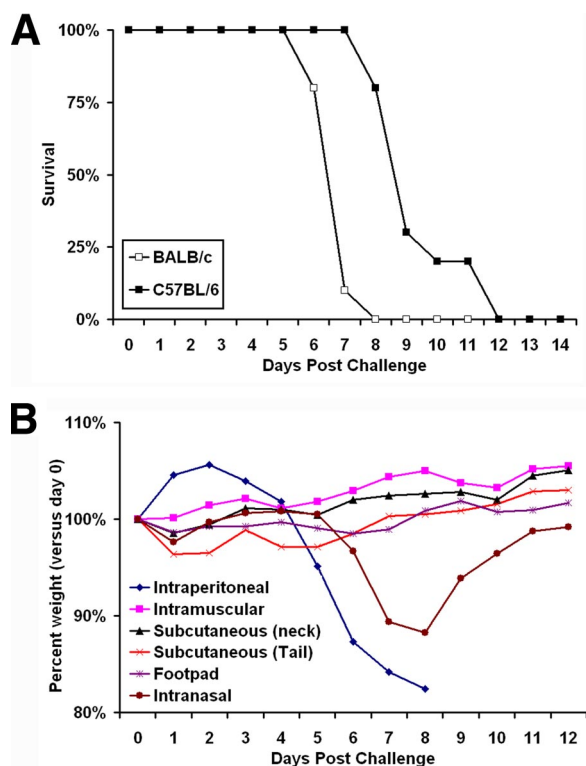 A
100%
75%
50%
25%
0%
Survival
BALB/c
C57BL/6
0 1 2 3 4 5 6 7 8 9 10 11 12 13 14
Days Post Challenge
B
110%
100%
90%
80%
Percent weight (versus day 0)
Intraperitoneal
Intramuscular
Subcutaneous (neck)
Subcutaneous (Tail)
Footpad
Intranasal
0 1 2 3 4 5 6 7 8 9 10 11 12
Days Post Challenge